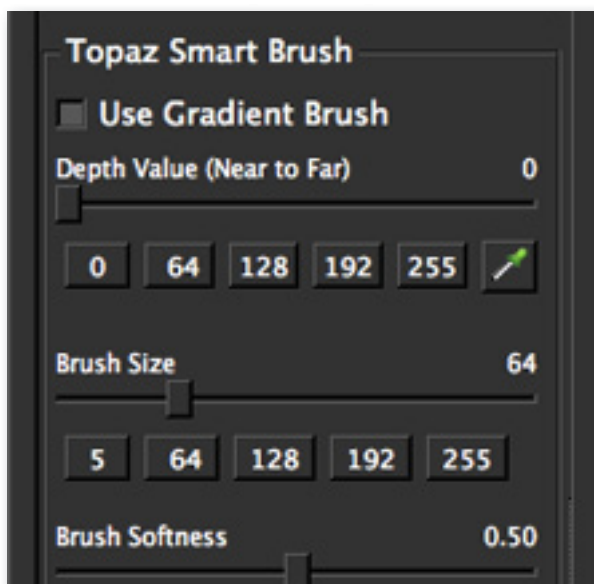 Topaz Smart Brush
Use Gradient Brush
Depth Value (Near to Far) 0
0 64 128 192 255
Brush Size 64
5 64 128 192 255
Brush Softness 0.50